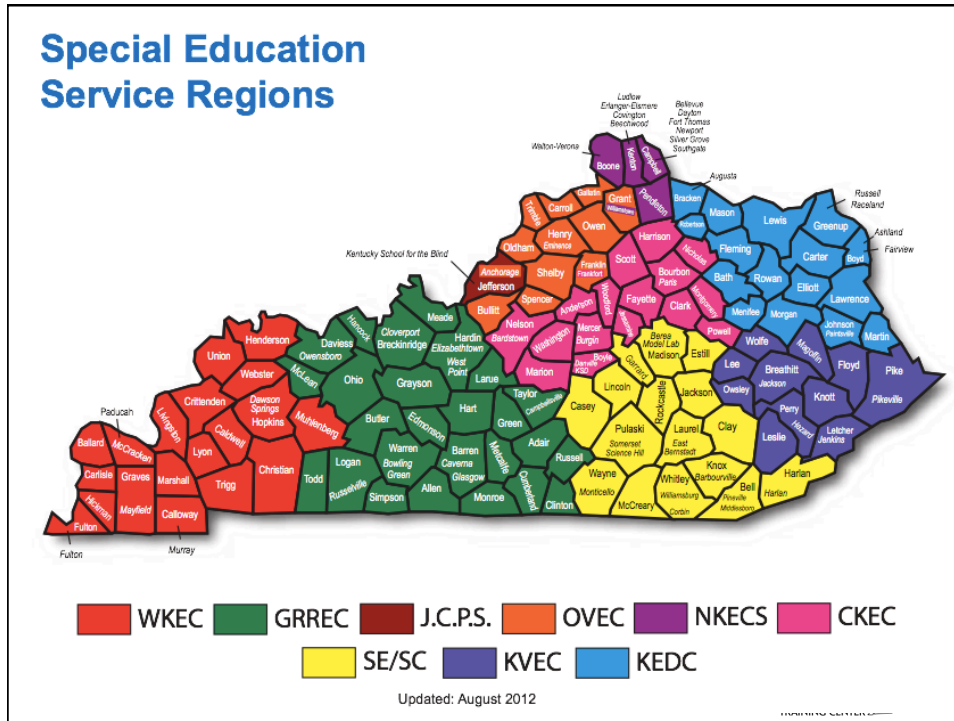 Special Education
Service Regions
Ludlow
Erlanger-Elsmere
Covington
Beechwood
Bellevue
Dayton
Fort Thomas
Newport
Silver Grove
Southgate
Walton-Verona
Boone
Kenton
Campbell
Augusta
Gallatin
Grant
Williamstown
Pendleton
Bracken
Russell
Raceland
Trimble
Carroll
Owen
Mason
Lewis
Greenup
Robertson
Ashland
Henry
Eminence
Harrison
Fleming
Carter
Boyd
Fairview
Oldham
Kentucky School for the Blind
Scott
Nicholas
Anchorage
Jefferson
Shelby
Franklin
Frankfort
Bourbon
Paris
Bath
Rowan
Elliott
Lawrence
Woodford
Fayette
Clark
Montgomery
Menifee
Morgan
Bullitt
Spencer
Anderson
Johnson
Paintsville
Martin
Meade
Nelson
Bardstown
Washington
Mercer
Burgin
Jessamine
Powell
Wolfe
Magoffin
Hancock
Cloverport
Breckinridge
Hardin
Elizabethtown
West
Point
Berea
Model Lab
Madison
Estill
Lee
Floyd
Pike
Pikeville
Henderson
Union
Daviess
Owensboro
Boyle
Danville
KSD
Garrard
Breathitt
Jackson
Webster
McLean
Ohio
Grayson
Larue
Marion
Owsley
Knott
Crittenden
Dawson
Springs
Hopkins
Muhlenberg
Hart
Taylor
Campbellsville
Casey
Lincoln
Rockcastle
Jackson
Perry
Hazard
Letcher
Jenkins
Paducah
Livingston
Butler
Edmonson
Green
Pulaski
Somerset
Science Hill
Laurel
East
Bernstadt
Clay
Leslie
Ballard
McCracken
Lyon
Caldwell
Warren
Bowling
Green
Barren
Caverna
Glasgow
Metcalfe
Adair
Russell
Carlisle
Graves
Marshall
Trigg
Christian
Todd
Logan
Russellville
Simpson
Allen
Monroe
Cumberland
Clinton
Wayne
Monticello
McCreary
Whitley
Williamsburg
Corbin
Knox
Barbourville
Bell
Pineville
Middlesboro
Harlan
Harlan
Hickman
Mayfield
Calloway
Fulton
Fulton
Murray
WKEC
GRREC
J.C.P.S.
OVEC
NKECS
CKEC
SE/SC
KVEC
KEDC
Updated: August 2012